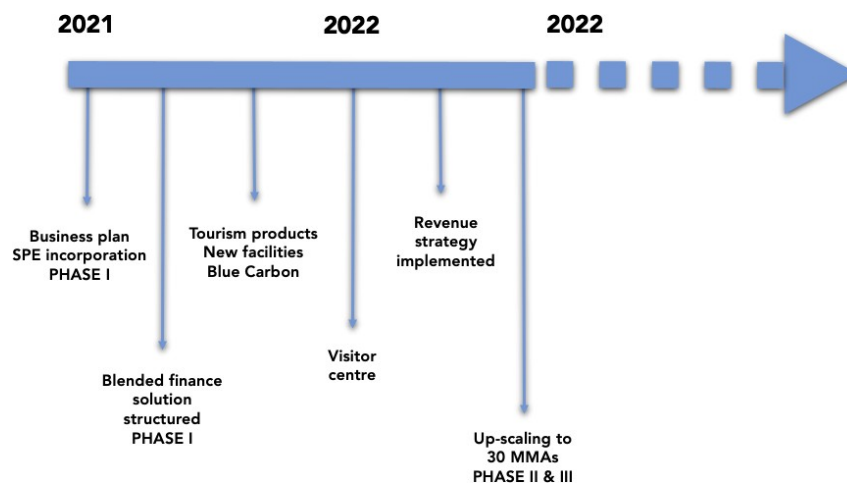 2021
2022
2022
Business plan
SPE incorporation
PHASE I
Blended finance
solution
structured
PHASE I
Tourism products
New facilities
Blue Carbon
Visitor
centre
Revenue
strategy
implemented
Up-scaling to
30 MMAs
PHASE II & III